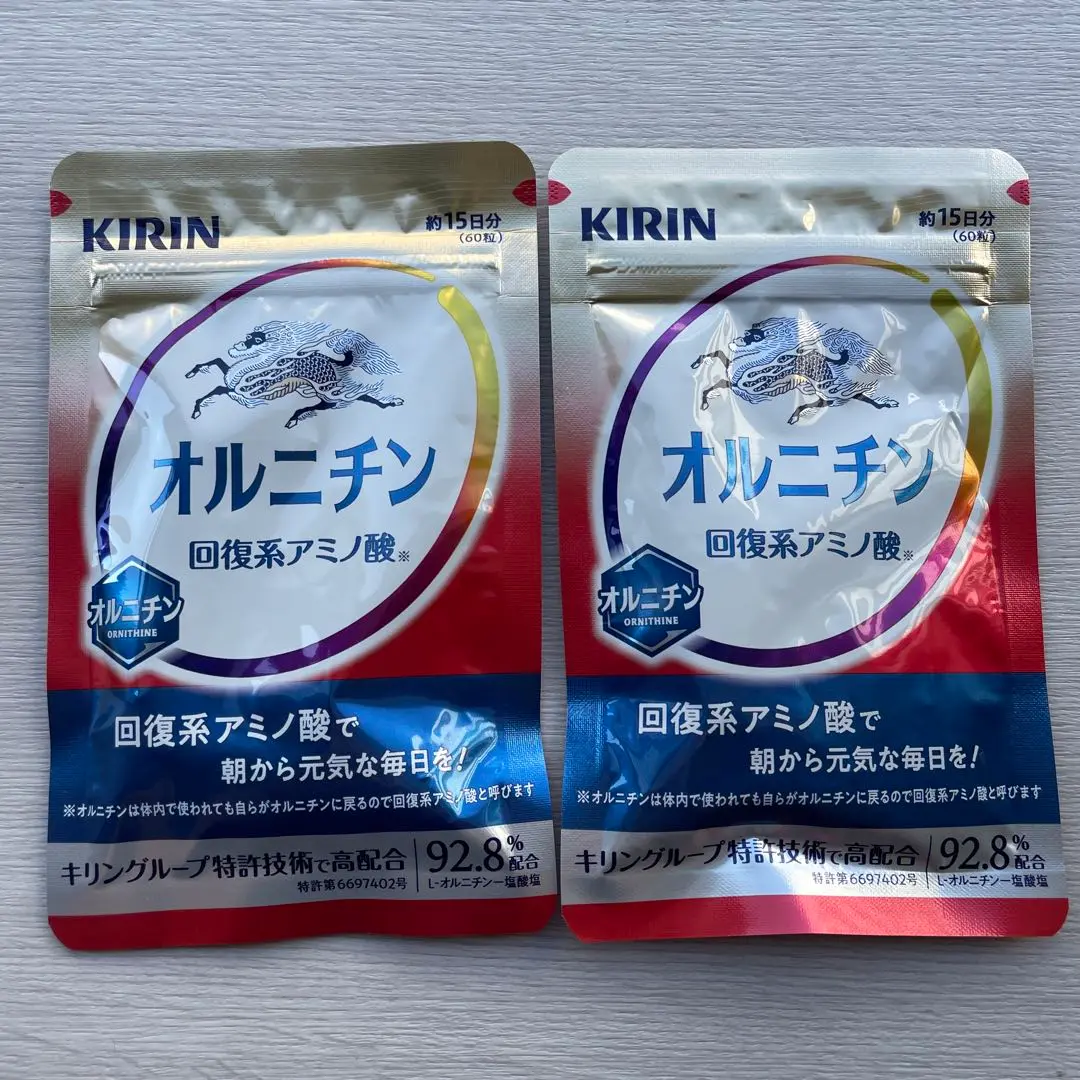 KIRIN
約15日分
(60粒)
オルニチン
回復系アミノ酸※
オルニチン
ORNITHINE
回復系アミノ酸で
朝から元気な毎日を!
※オルニチンは体内で使われても自らがオルニチンに戻るので回復系アミノ酸と呼びます
キリングループ特許技術で高配合
特許第6697402号
92.8%配合
L-オルニチン一塩酸塩
KIRIN
約15日分
(60粒)
オルニチン
回復系アミノ酸※
オルニチン
ORNITHINE
回復系アミノ酸で
朝から元気な毎日を!
※オルニチンは体内で使われても自らがオルニチンに戻るので回復系アミノ酸と呼びます
キリングループ特許技術で高配合
特許第6697402号
92.8%配合
L-オルニチン一塩酸塩